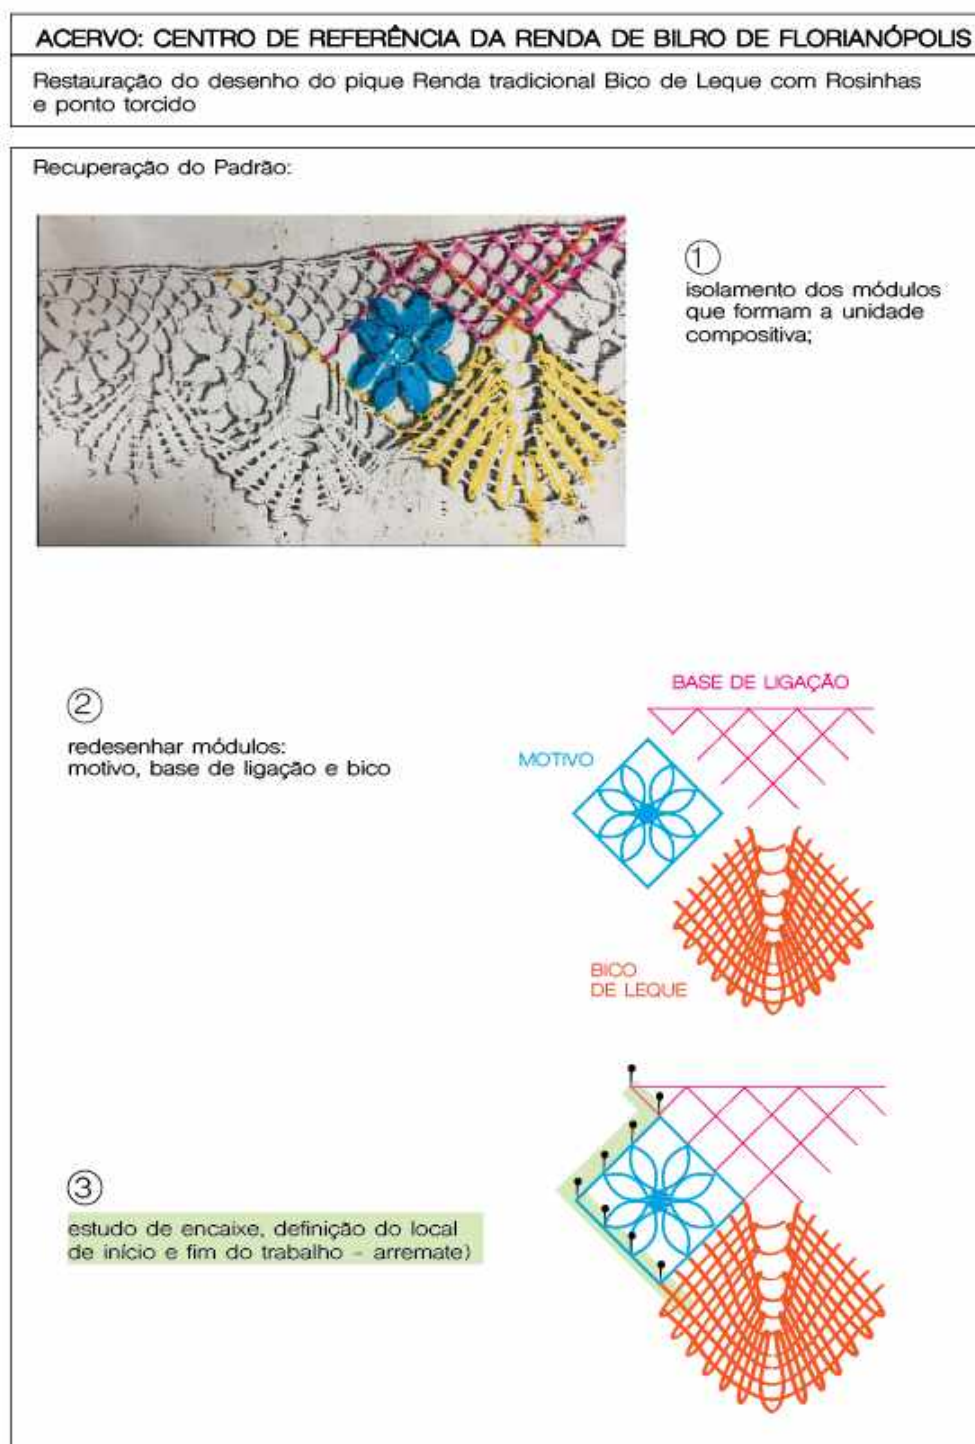 ACERVO: CENTRO DE REFERÊNCIA DA RENDA DE BILRO DE FLORIANÓPOLIS
Restauração do desenho do pique Renda tradicional Bico de Leque com Rosinhas
e ponto torcido
Recuperação do Padrão:
1
isolamento dos módulos
que formam a unidade
compositiva;
2
redesenhar módulos:
motivo, base de ligação e bico
BASE DE LIGAÇÃO
MOTIVO
BICO
DE LEQUE
3
estudo de encaixe, definição do local
de início e fim do trabalho - arremate)